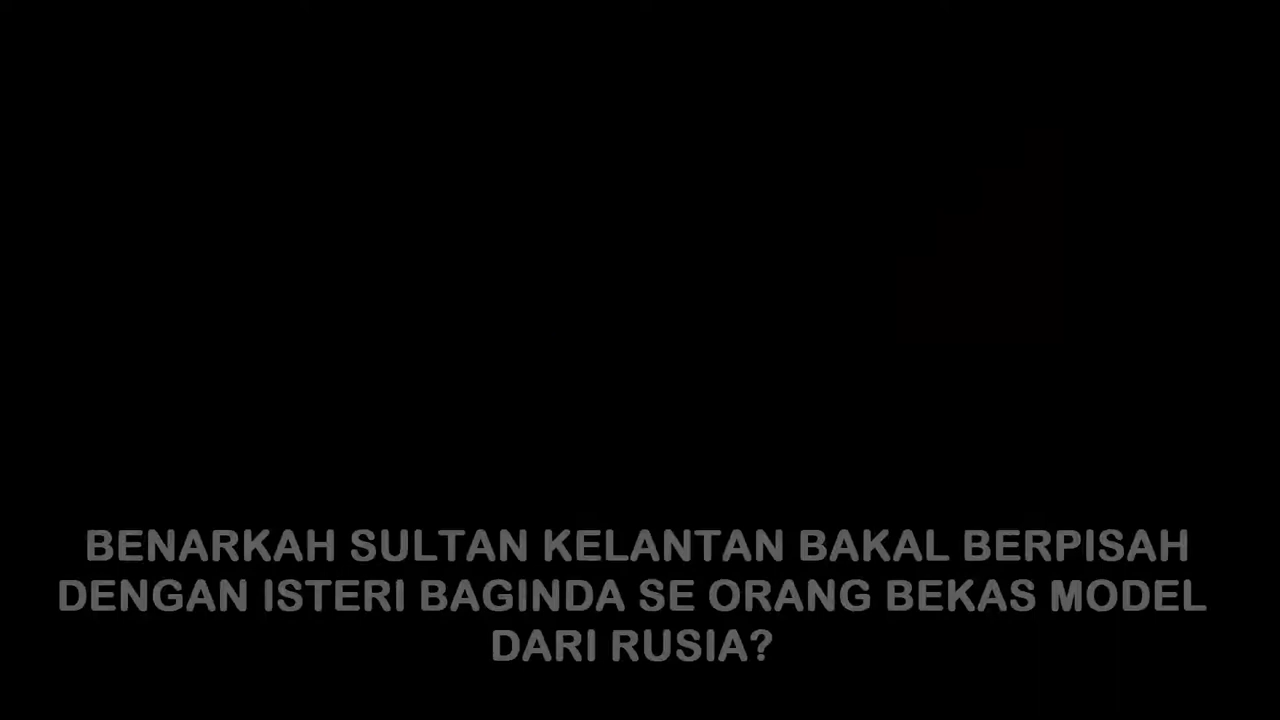 BENARKAH SULTAN KELANTAN BAKAL BERPISAH
DENGAN ISTERI BAGINDA SE ORANG BEKAS MODEL
DARI RUSIA?